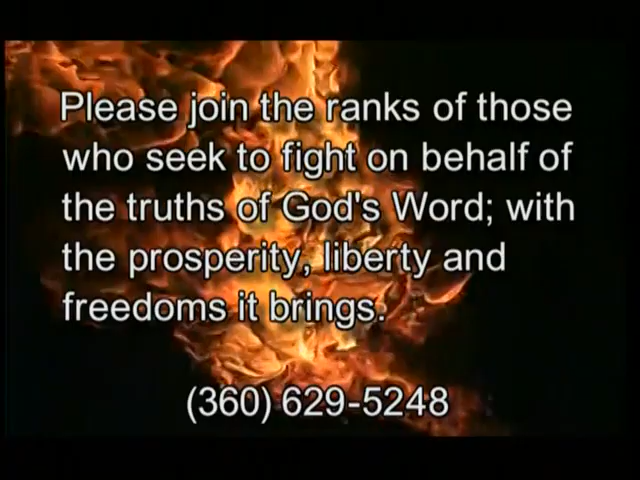 Please join the ranks of those
who seek to fight on behalf of
the truths of God's Word; with
the prosperity, liberty and
freedoms it brings.
(360) 629-5248